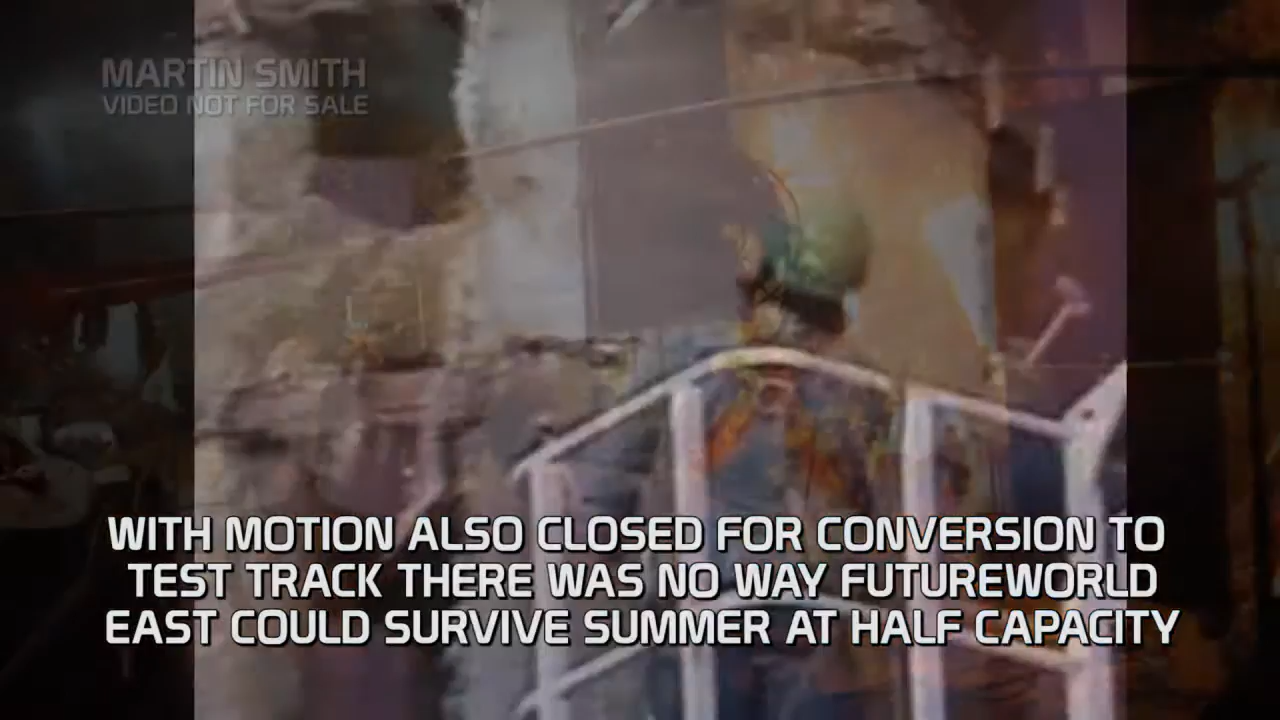 MARTIN SMITH
VIDEO NOT FOR SALE
WITH MOTION ALSO CLOSED FOR CONVERSION TO
TEST TRACK THERE WAS NO WAY FUTUREWORLD
EAST COULD SURVIVE SUMMER AT HALF CAPACITY